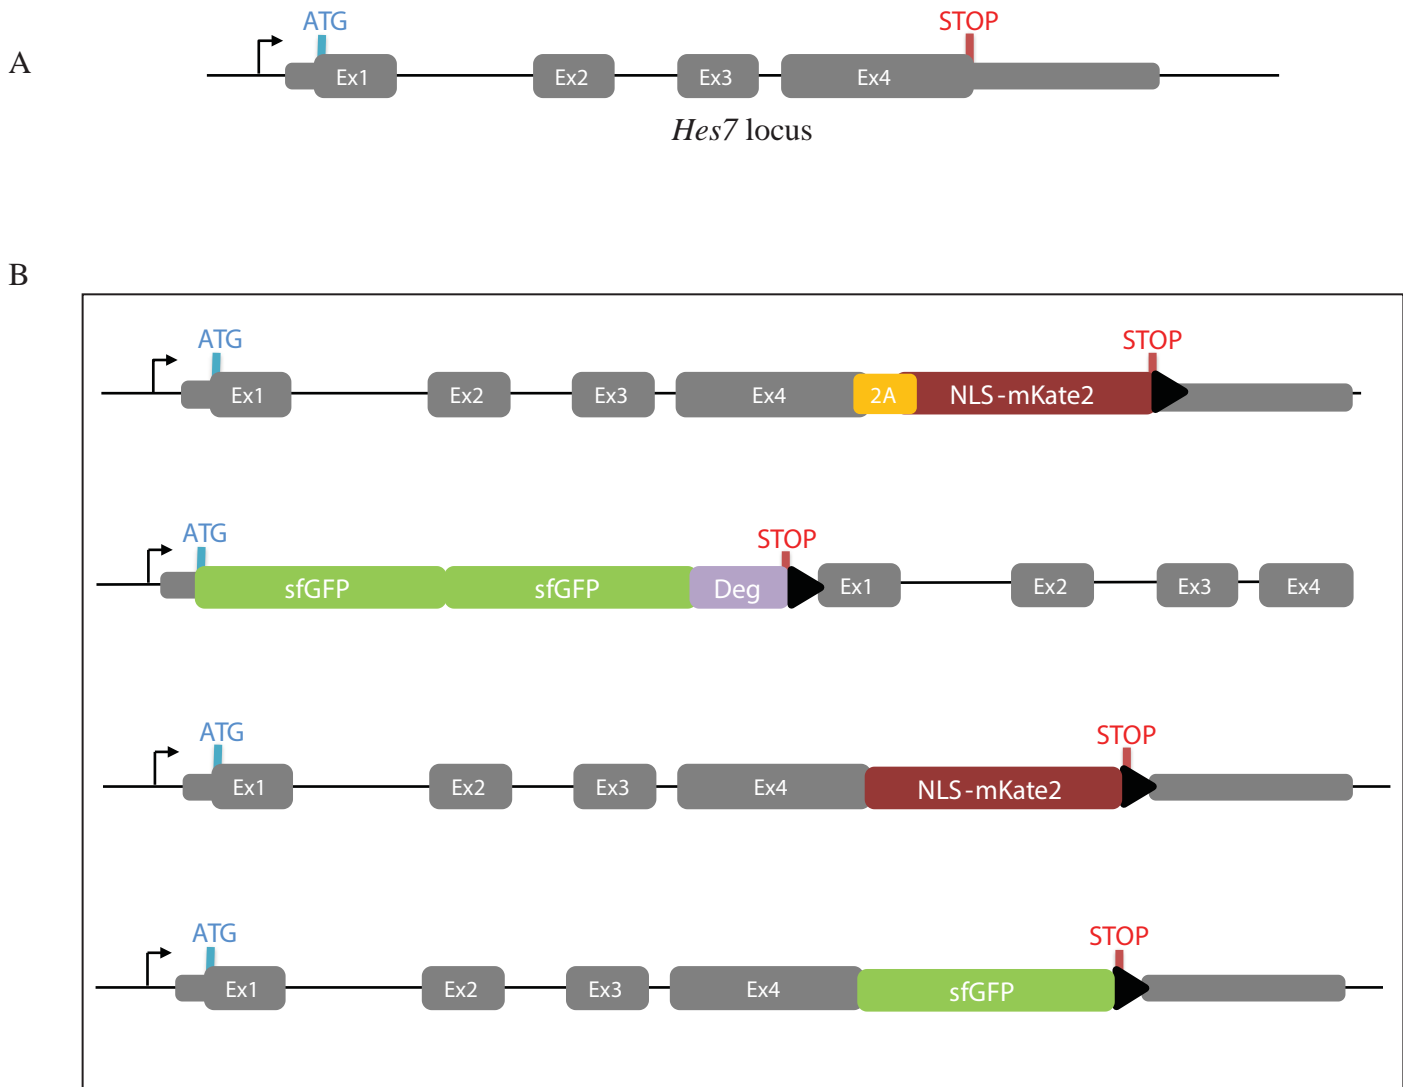 A
ATG STOP
Ex1 Ex2 Ex3 Ex4
Hes7 locus
B
ATG STOP
Ex1 Ex2 Ex3 Ex4 2A NLS-mKate2
ATG STOP
sfGFP sfGFP Deg Ex1 Ex2 Ex3 Ex4
ATG STOP
Ex1 Ex2 Ex3 Ex4 NLS-mKate2
ATG STOP
Ex1 Ex2 Ex3 Ex4 sfGFP